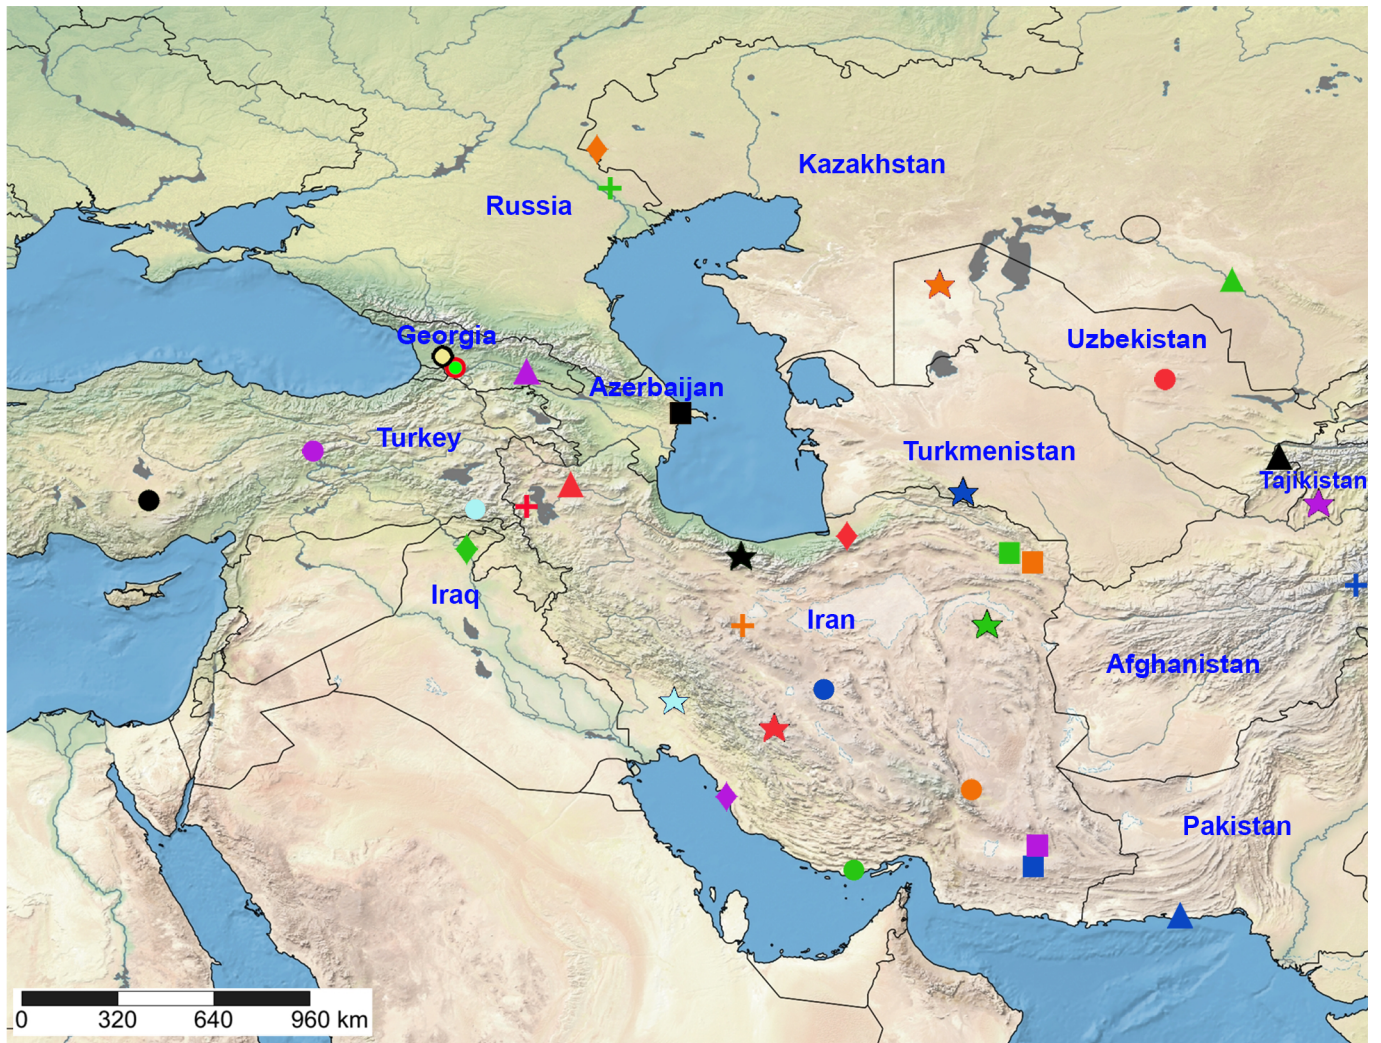 Kazakhstan
Russia
Georgia
Uzbekistan
Azerbaijan
Turkey
Turkmenistan
Tajikistan
Iraq
Iran
Afghanistan
Pakistan
0 320 640 960 km